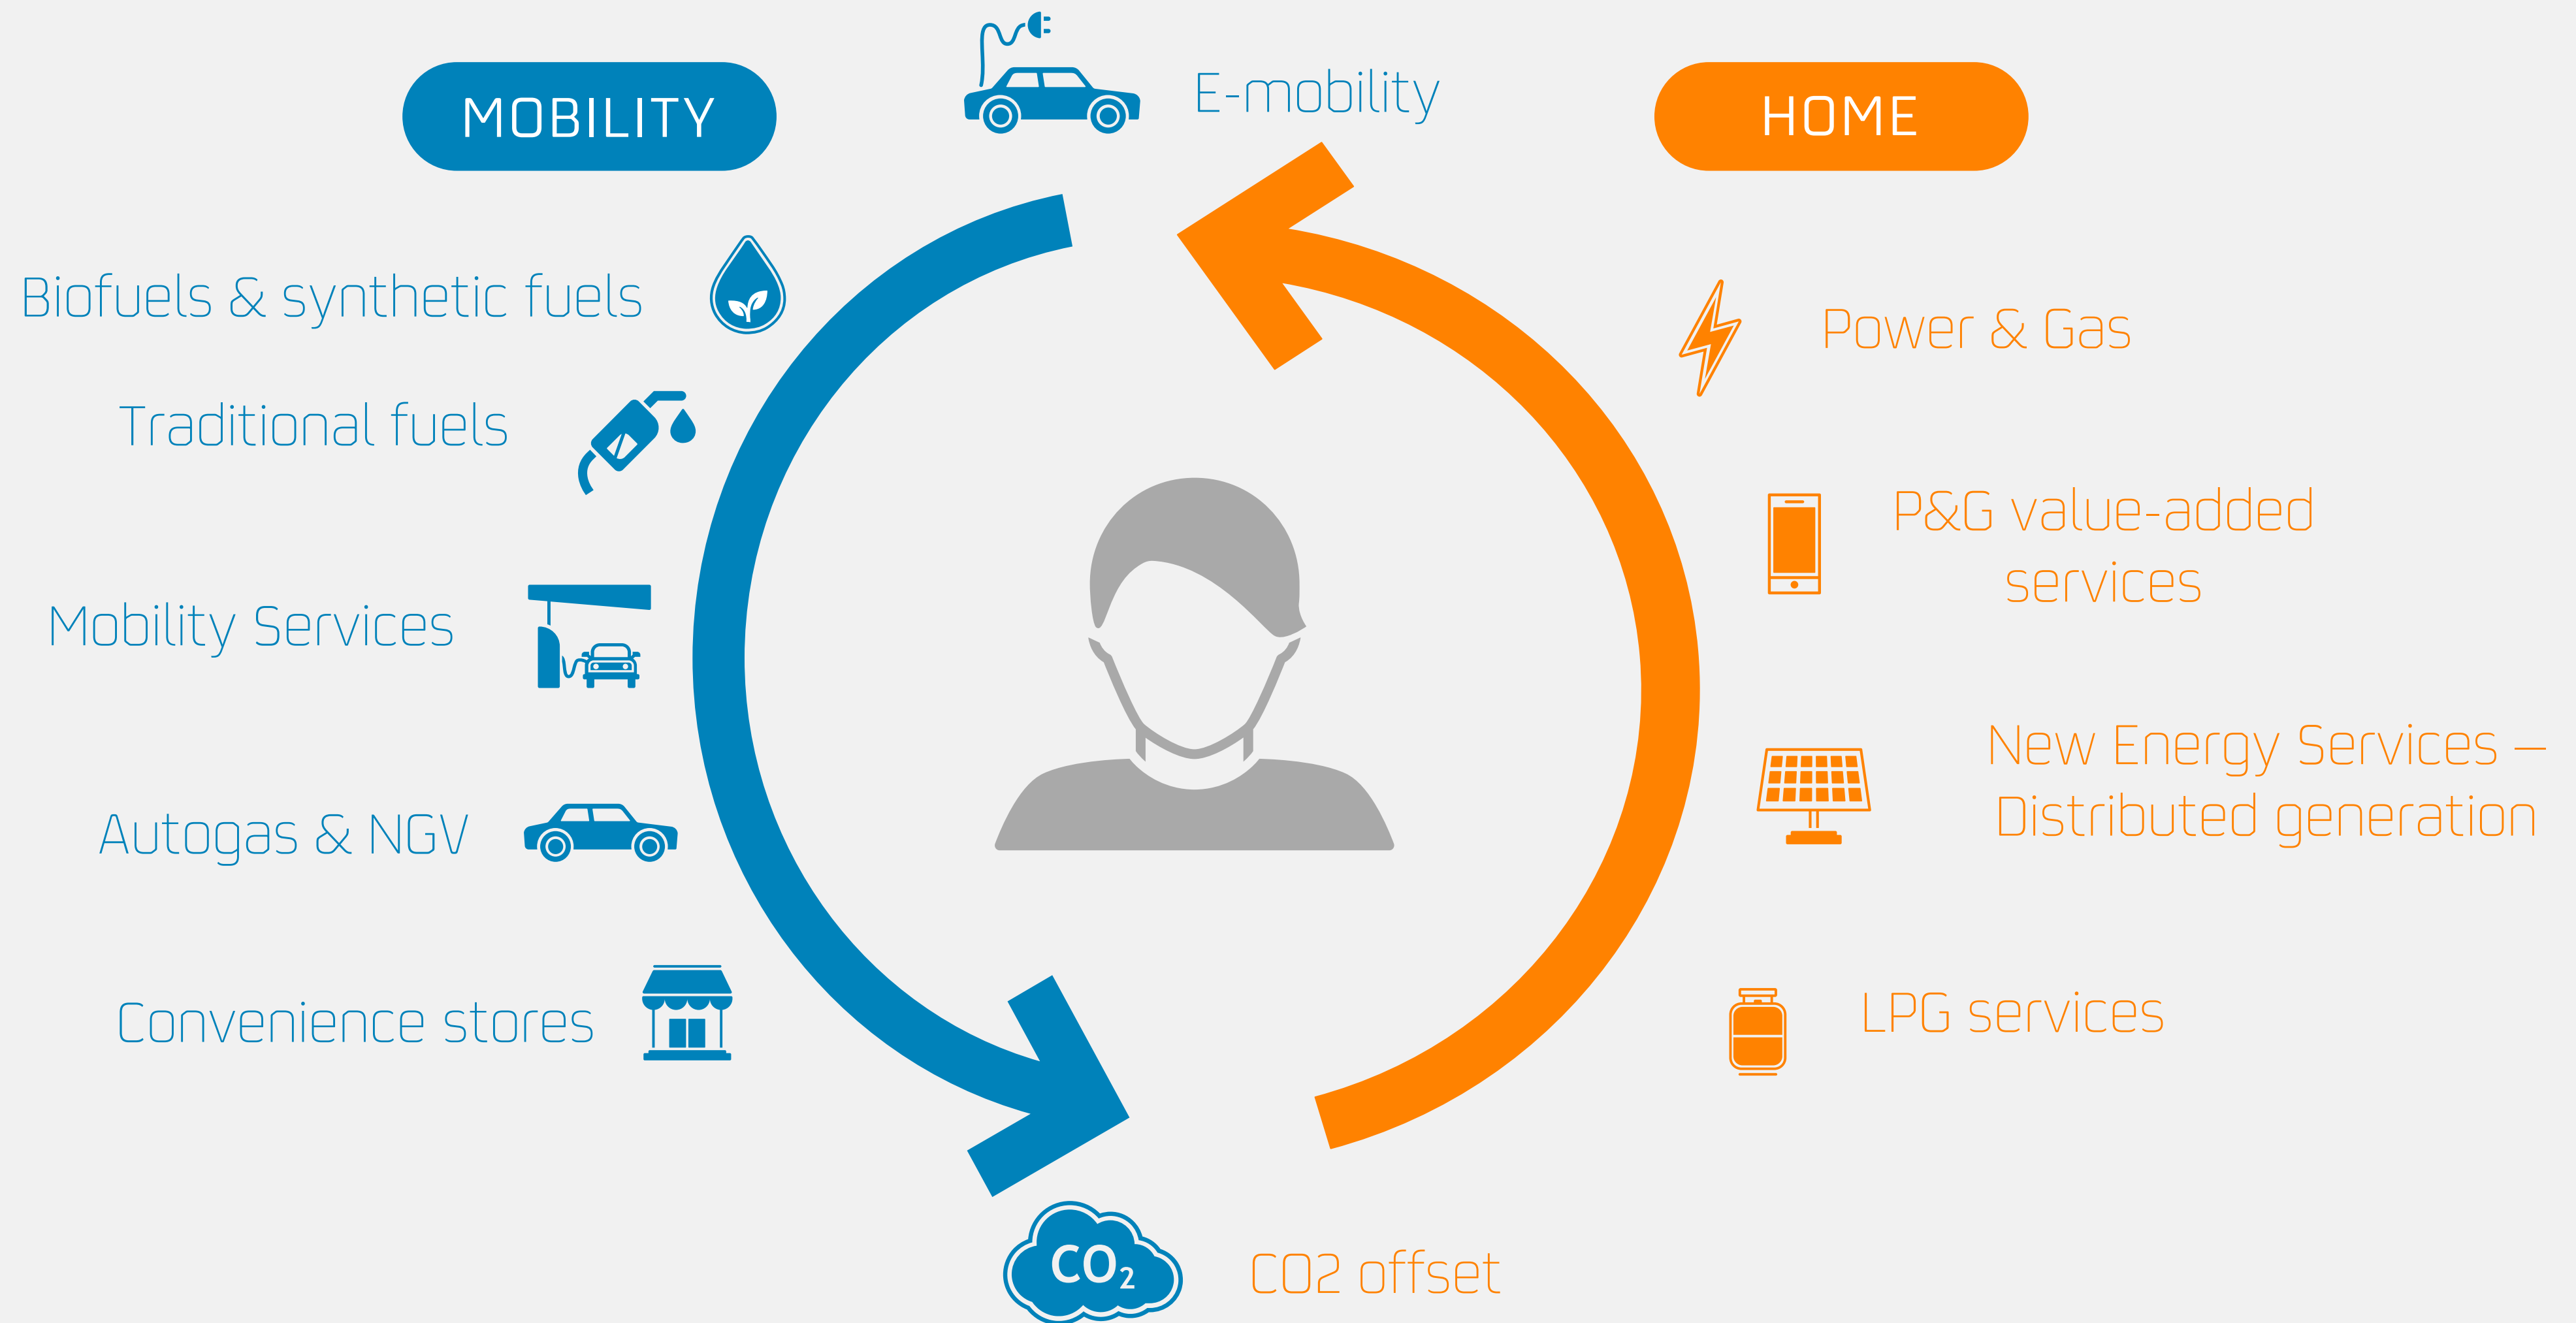 MOBILITY
E-mobility
HOME
Biofuels & synthetic fuels
Traditional fuels
Mobility Services
Autogas & NGV
Convenience stores
Power & Gas
P&G value-added
services
New Energy Services –
Distributed generation
LPG services
CO₂
CO2 offset